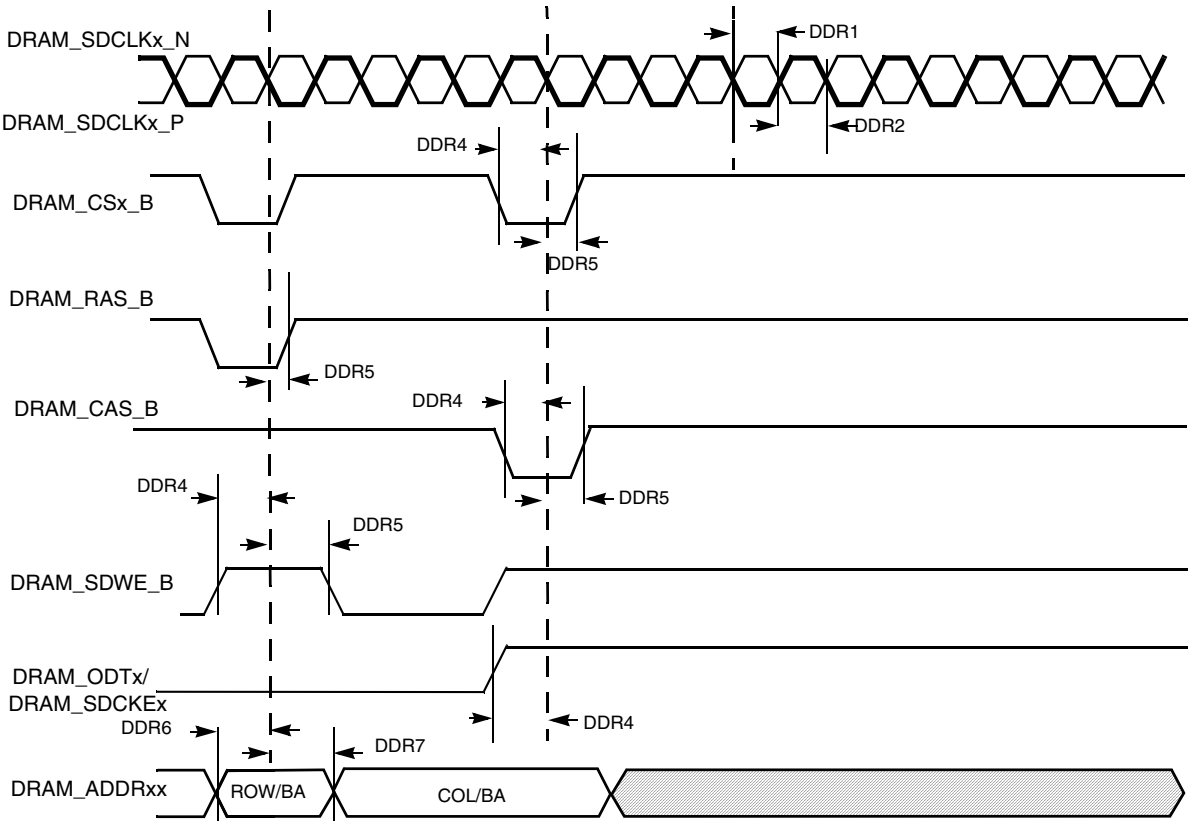 DRAM_SDCLKx_N
DDR1
DRAM_SDCLKx_P
DDR2
DDR4
DRAM_CSx_B
DDR5
DRAM_RAS_B
DDR5
DDR4
DRAM_CAS_B
DDR4
DDR5
DDR5
DRAM_SDWE_B
DRAM_ODTx/
DRAM_SDCKEx
DDR4
DDR6
DDR7
DRAM_ADDRxx
ROW/BA
COL/BA